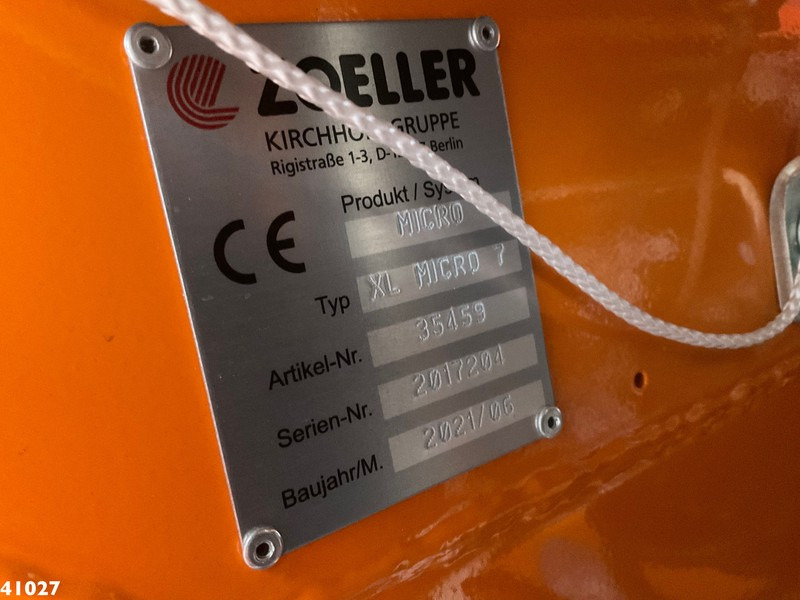 ZOELLER
KIRCHHOFF GRUPPE
Rigistraße 1-3, Berlin
Produkt / System
MICRO
CE
Typ XL MICRO 7
Artikel-Nr. 35459
Serien-Nr. 2017204
Baujahr/M. 2021/06
41027